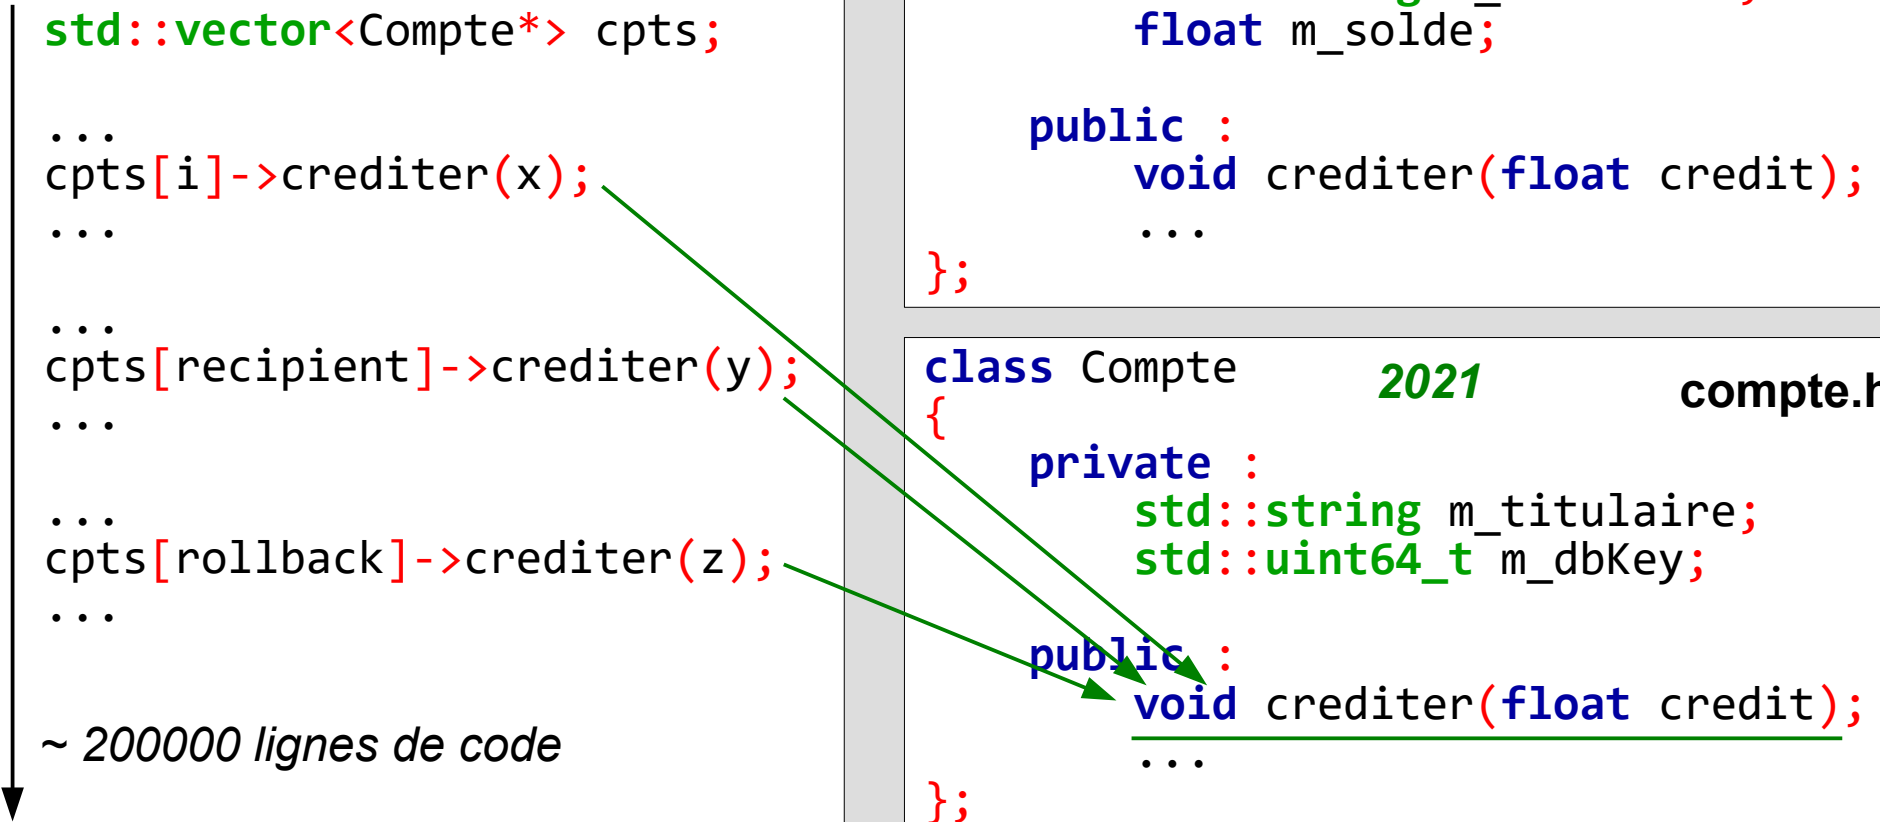 std::vector<Compte*> cpts;
...
cpts[i]->crediter(x);
...
...
cpts[recipient]->crediter(y);
...
...
cpts[rollback]->crediter(z);
...
~ 200000 lignes de code
float m_solde;
public :
void crediter(float credit);
...
};
class Compte
2021
compte.h
{
private :
std::string m_titulaire;
std::uint64_t m_dbKey;
public :
void crediter(float credit);
...
};